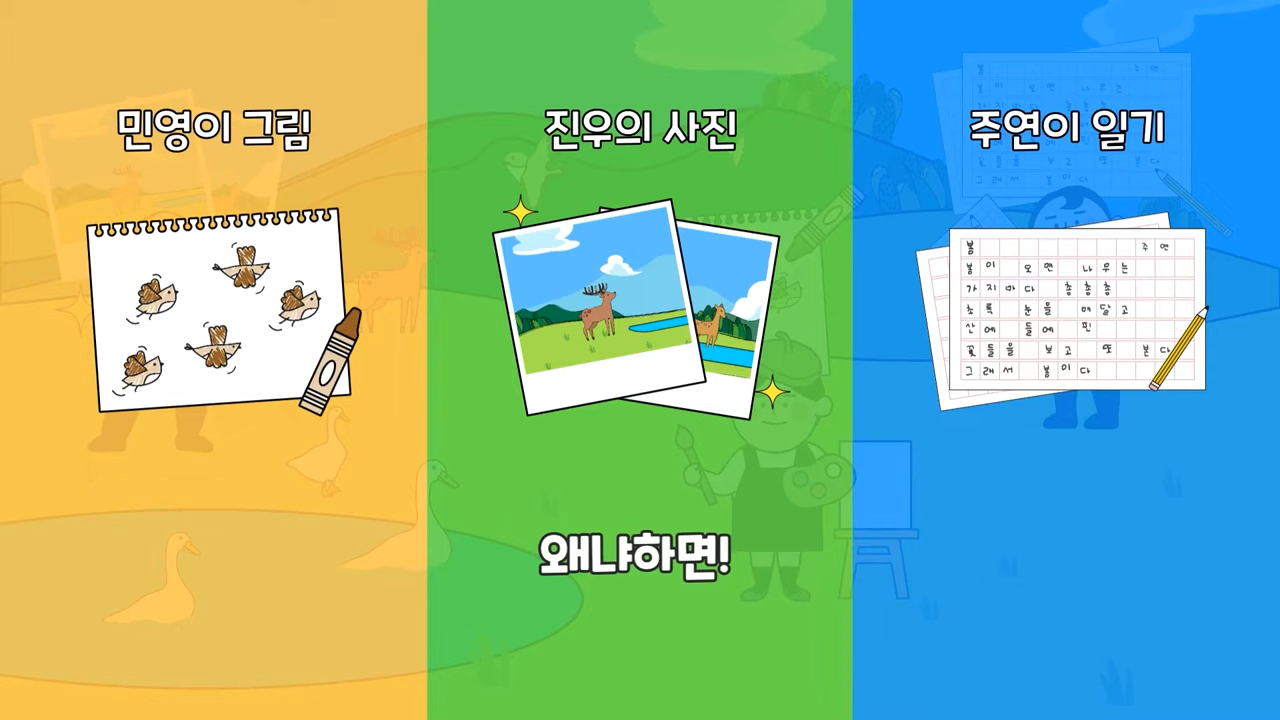 민영이 그림
진우의 사진
주연이 일기
봄 주연
봄이 오면 나무는
가지마다 총총총
초록 눈을 매달고
산에 들에 핀
꽃들을 보고 또 본다
그래서 봄이다
왜냐하면!